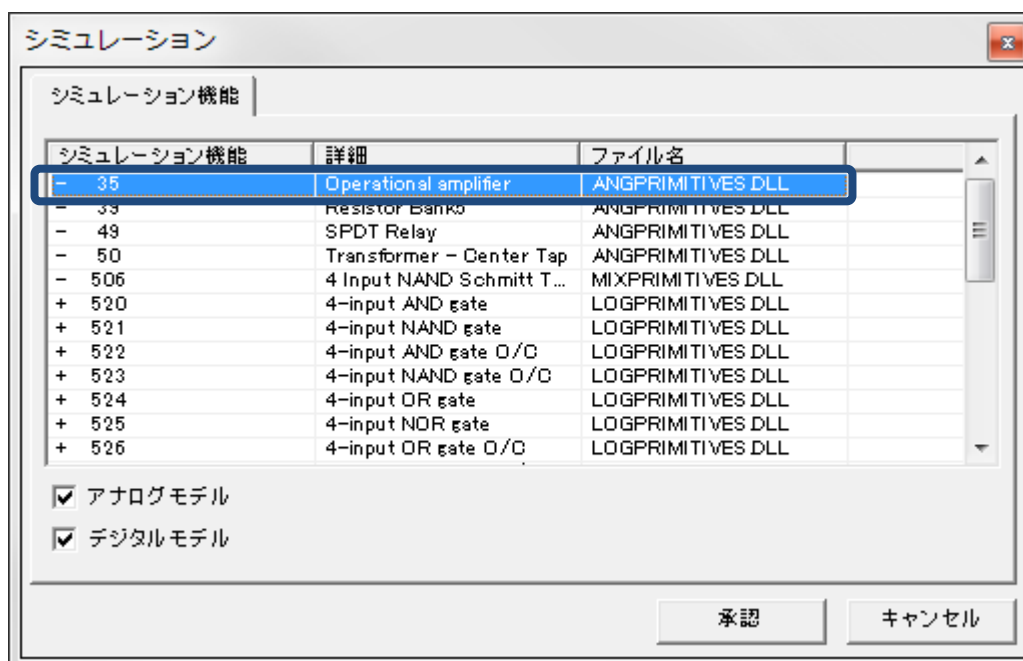 シミュレーション
シミュレーション機能
シミュレーション機能 詳細 ファイル名
− 35 Operational amplifier ANGPRIMITIVES.DLL
− 39 Resistor Bank5 ANGPRIMITIVES.DLL
− 49 SPDT Relay ANGPRIMITIVES.DLL
− 50 Transformer − Center Tap ANGPRIMITIVES.DLL
− 506 4 Input NAND Schmitt T... MIXPRIMITIVES.DLL
+ 520 4−input AND gate LOGPRIMITIVES.DLL
+ 521 4−input NAND gate LOGPRIMITIVES.DLL
+ 522 4−input AND gate O/C LOGPRIMITIVES.DLL
+ 523 4−input NAND gate O/C LOGPRIMITIVES.DLL
+ 524 4−input OR gate LOGPRIMITIVES.DLL
+ 525 4−input NOR gate LOGPRIMITIVES.DLL
+ 526 4−input OR gate O/C LOGPRIMITIVES.DLL
アナログモデル
デジタルモデル
承認 キャンセル